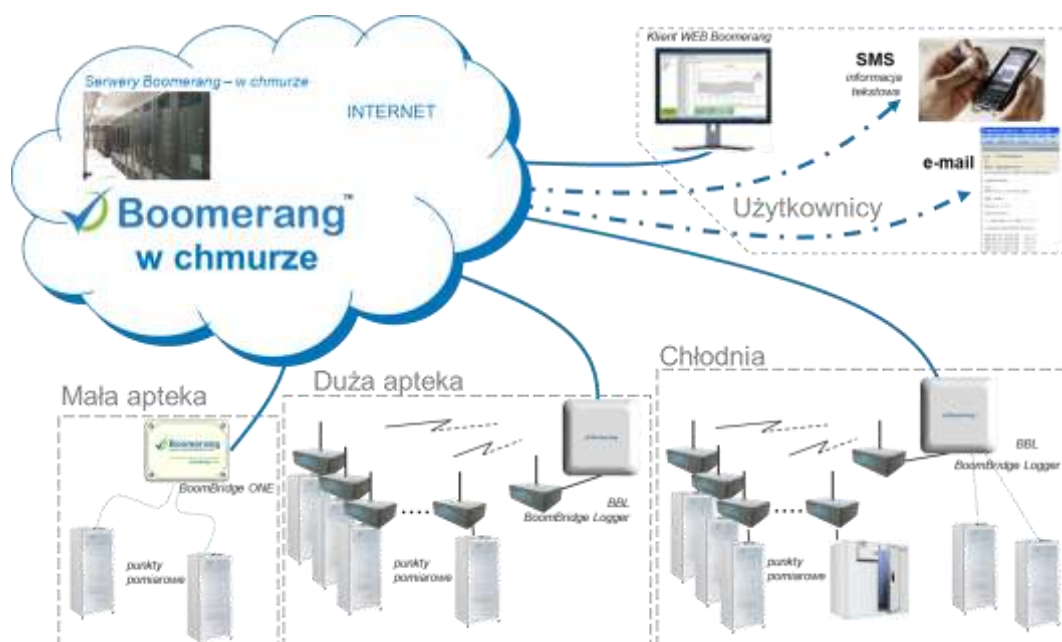 Serwery Boomerang – w chmurze
INTERNET
Boomerang™
w chmurze
Klient WEB Boomerang
SMS
informacja
tekstowa
e-mail
Użytkownicy
Mała apteka
Boomerang
BoomBridge ONE
punkty
pomiarowe
Duża apteka
BBL
BoomBridge Logger
punkty
pomiarowe
Chłodnia
BBL
BoomBridge Logger
punkty
pomiarowe